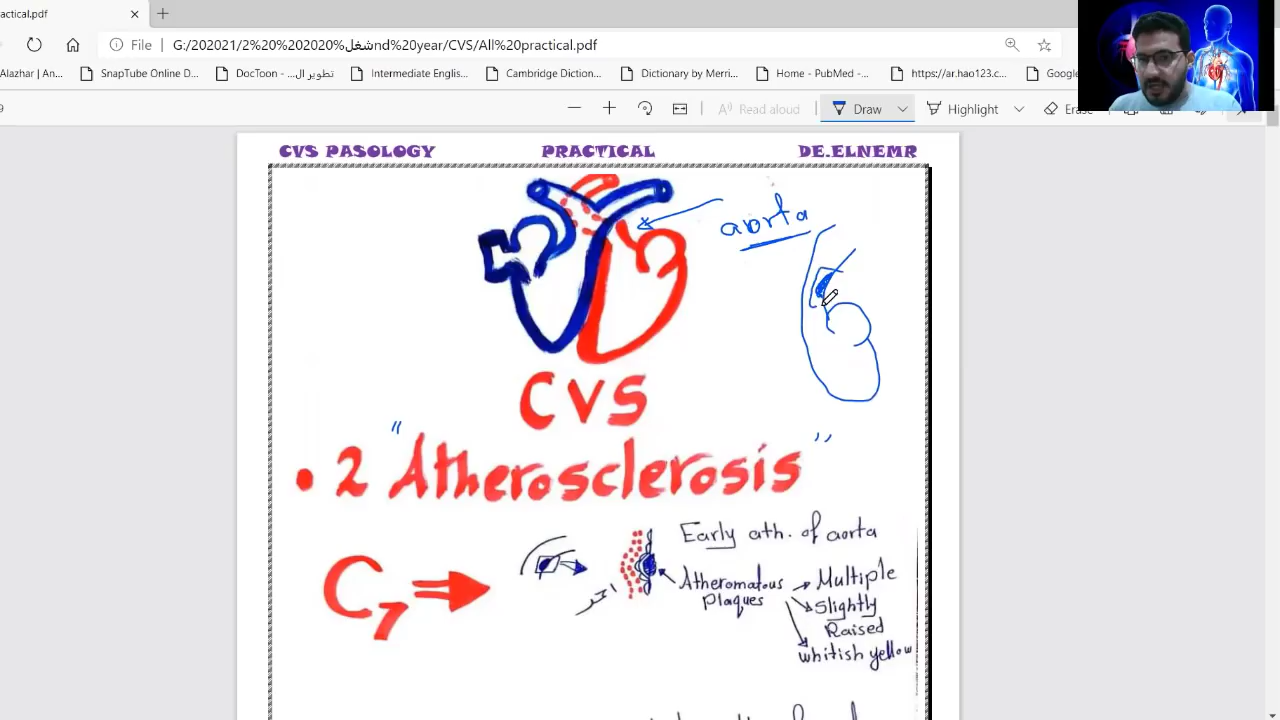 actical.pdf
File
G:/202021/2%20%202020%شغل20nd%20year/CVS/All%20practical.pdf
Alazhar | An...
SnapTube Online D...
DocToon - تطوير ال...
Intermediate Englis...
Cambridge Diction...
Dictionary by Merri...
Home - PubMed -...
https://ar.hao123.c...
Google
9
Read aloud
Draw
Highlight
Erase
CVS PASOLOGY PRACTICAL DE.ELNEMR
aorta
CVS
• 2 "Atherosclerosis"
C7
Early ath. of aorta
Atheromatous
plaques
Multiple
Slightly
Raised
whitish yellow